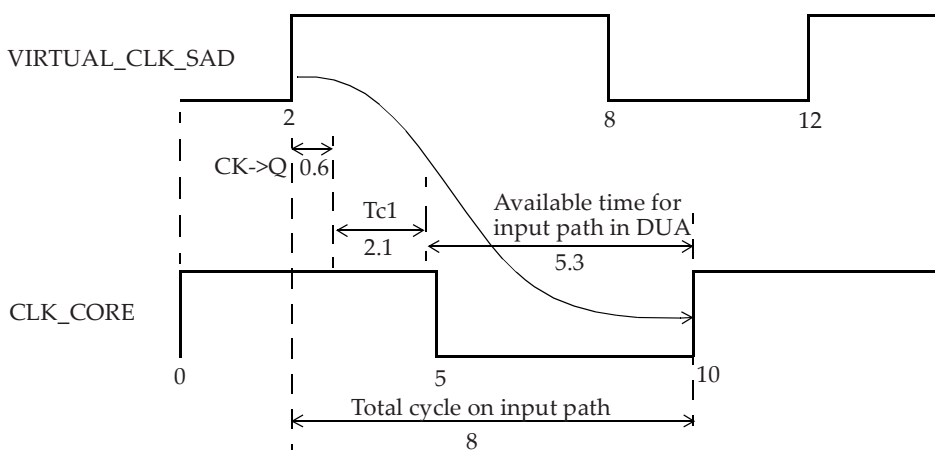 VIRTUAL_CLK_SAD
2
8
12
CK->Q
0.6
Tc1
2.1
Available time for
input path in DUA
5.3
CLK_CORE
0
5
10
Total cycle on input path
8